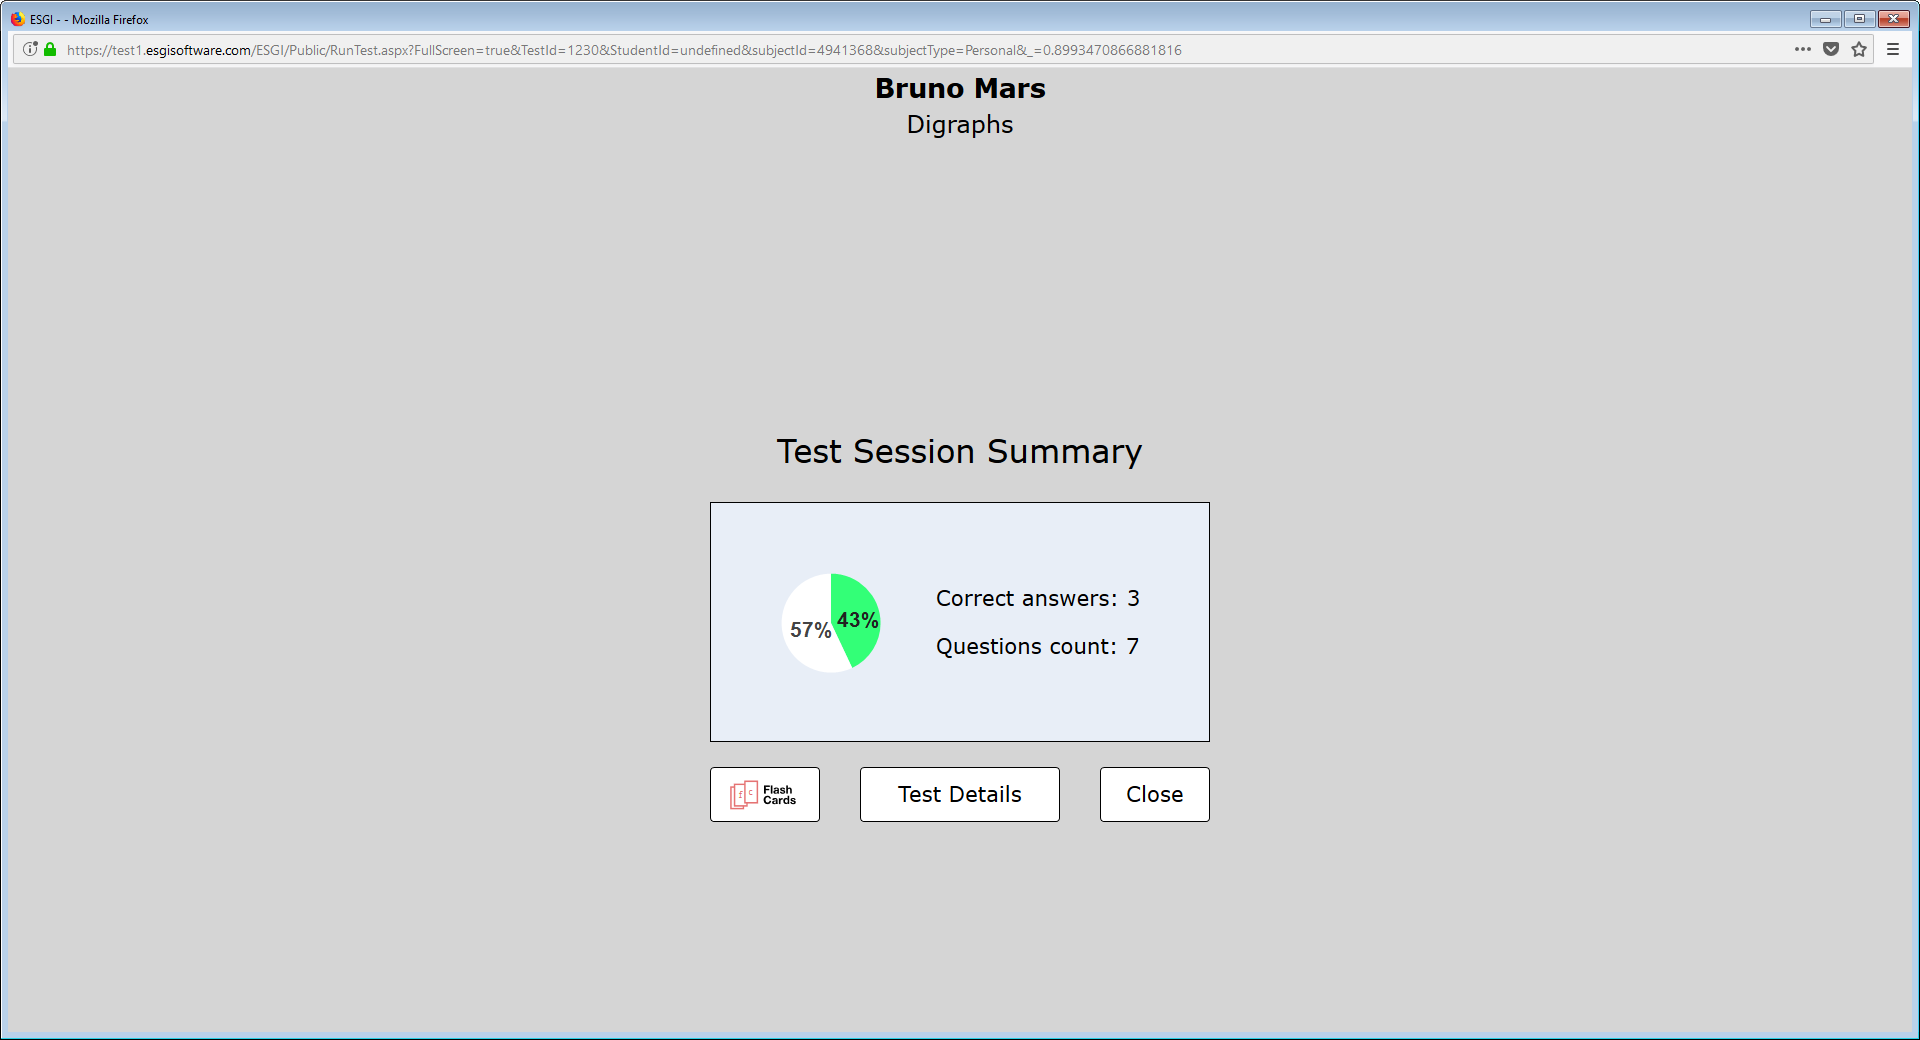 ESGI - - Mozilla Firefox
https://test1.esgisoftware.com/ESGI/Public/RunTest.aspx?FullScreen=true&TestId=1230&StudentId=undefined&subjectId=4941368&subjectType=Personal&_=0.8993470866881816
Bruno Mars
Digraphs
Test Session Summary
57% 43%
Correct answers: 3
Questions count: 7
f c Flash
Cards
Test Details
Close